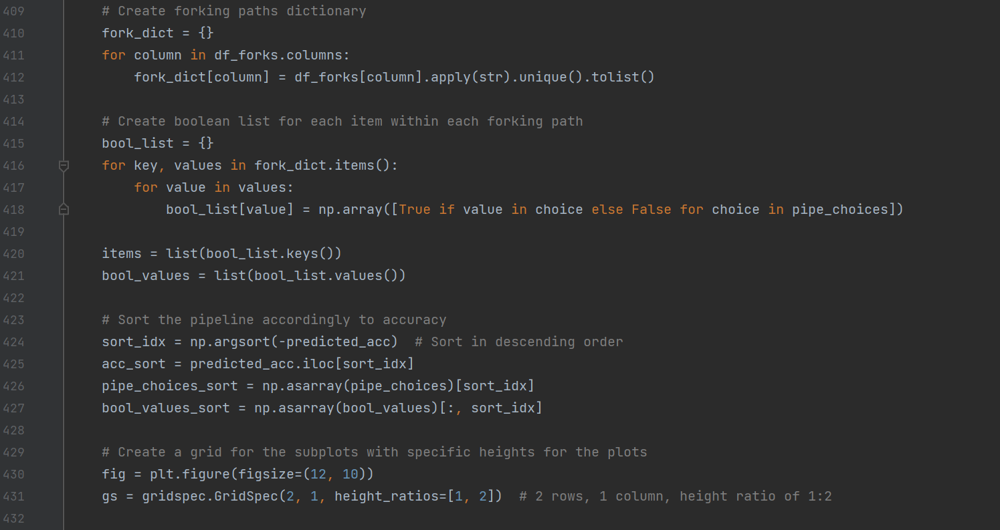 409 # Create forking paths dictionary
410 fork_dict = {}
411 for column in df_forks.columns:
412     fork_dict[column] = df_forks[column].apply(str).unique().tolist()
413
414 # Create boolean list for each item within each forking path
415 bool_list = {}
416 for key, values in fork_dict.items():
417     for value in values:
418         bool_list[value] = np.array([True if value in choice else False for choice in pipe_choices])
419
420 items = list(bool_list.keys())
421 bool_values = list(bool_list.values())
422
423 # Sort the pipeline accordingly to accuracy
424 sort_idx = np.argsort(-predicted_acc)  # Sort in descending order
425 acc_sort = predicted_acc.iloc[sort_idx]
426 pipe_choices_sort = np.asarray(pipe_choices)[sort_idx]
427 bool_values_sort = np.asarray(bool_values)[:, sort_idx]
428
429 # Create a grid for the subplots with specific heights for the plots
430 fig = plt.figure(figsize=(12, 10))
431 gs = gridspec.GridSpec(2, 1, height_ratios=[1, 2])  # 2 rows, 1 column, height ratio of 1:2
432